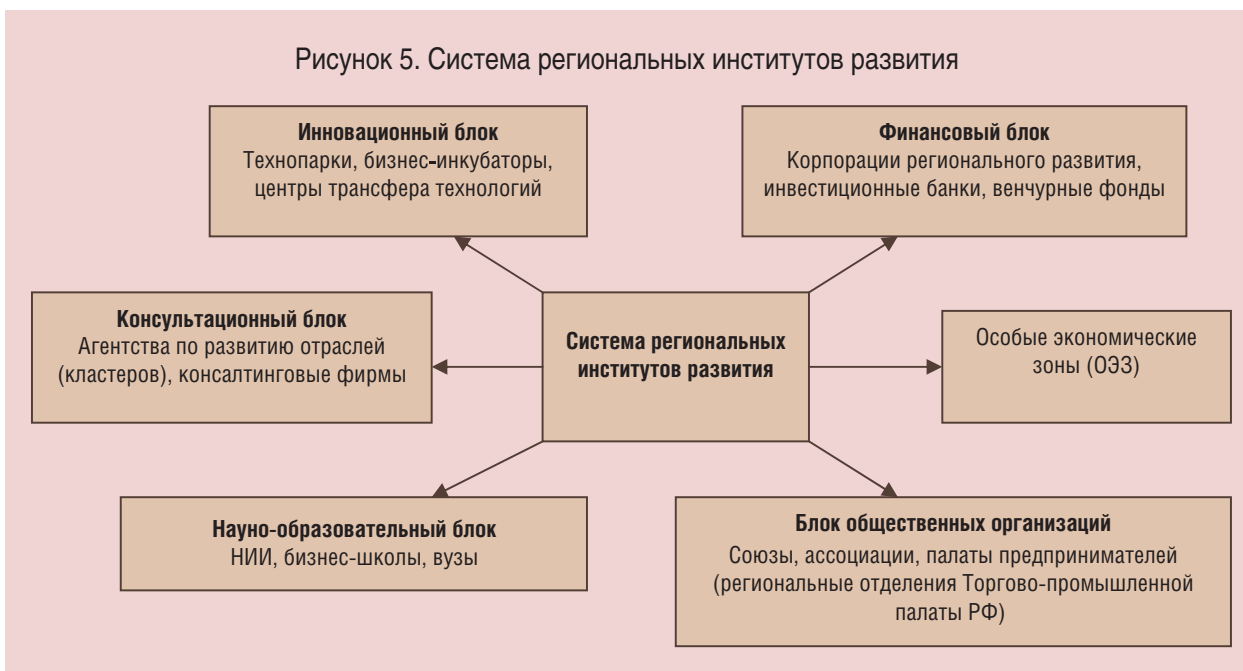 Рисунок 5. Система региональных институтов развития
Инновационный блок
Технопарки, бизнес-инкубаторы,
центры трансфера технологий
Финансовый блок
Корпорации регионального развития,
инвестиционные банки, венчурные фонды
Консультационный блок
Агентства по развитию отраслей
(кластеров), консалтинговые фирмы
Система региональных
институтов развития
Особые экономические
зоны (ОЭЗ)
Науно-образовательный блок
НИИ, бизнес-школы, вузы
Блок общественных организаций
Союзы, ассоциации, палаты предпринимателей
(региональные отделения Торгово-промышленной
палаты РФ)